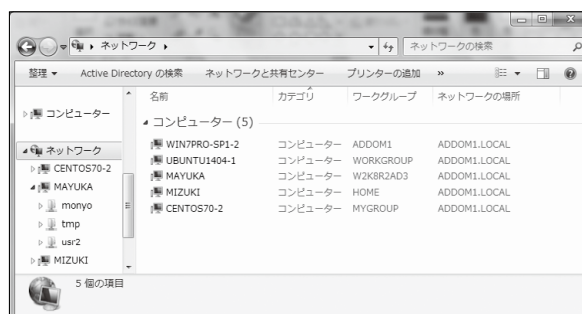 ネットワーク
ネットワークの検索
整理 Active Directory の検索 ネットワークと共有センター プリンターの追加 »
名前 カテゴリ ワークグループ ネットワークの場所
コンピューター (5)
WIN7PRO-SP1-2 コンピューター ADDOM1 ADDOM1.LOCAL
UBUNTU1404-1 コンピューター WORKGROUP ADDOM1.LOCAL
MAYUKA コンピューター W2K8R2AD3 ADDOM1.LOCAL
MIZUKI コンピューター HOME ADDOM1.LOCAL
CENTOS70-2 コンピューター MYGROUP ADDOM1.LOCAL
コンピューター
ネットワーク
CENTOS70-2
MAYUKA
monyo
tmp
usr2
MIZUKI
5 個の項目